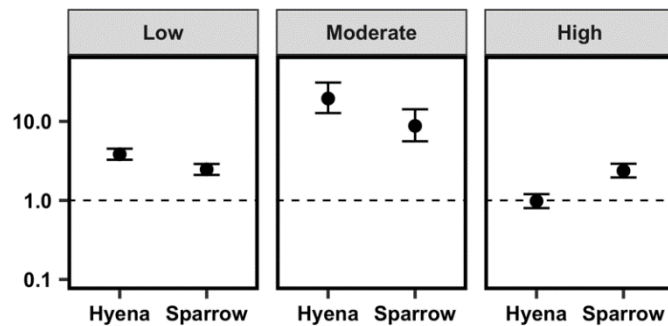 Low Moderate High
10.0
1.0
0.1
Hyena Sparrow Hyena Sparrow Hyena Sparrow